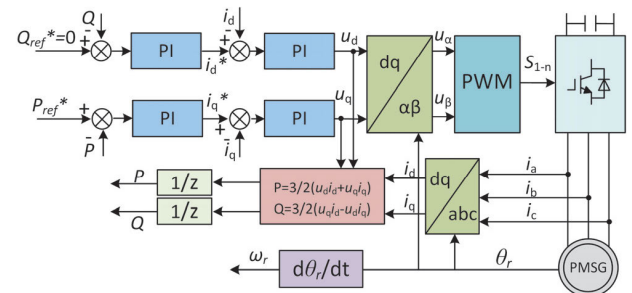 Q i_d
Q_ref*=0 - PI i_d* - PI u_d dq αβ u_α PWM S_1-n
P_ref* + - P PI i_q* + - i_q PI u_q u_β
P 1/z P=3/2(u_d i_d+u_q i_q) i_d dq abc i_a
Q 1/z Q=3/2(u_q i_d-u_d i_q) i_q i_b
i_c
ω_r dθ_r/dt θ_r PMSG